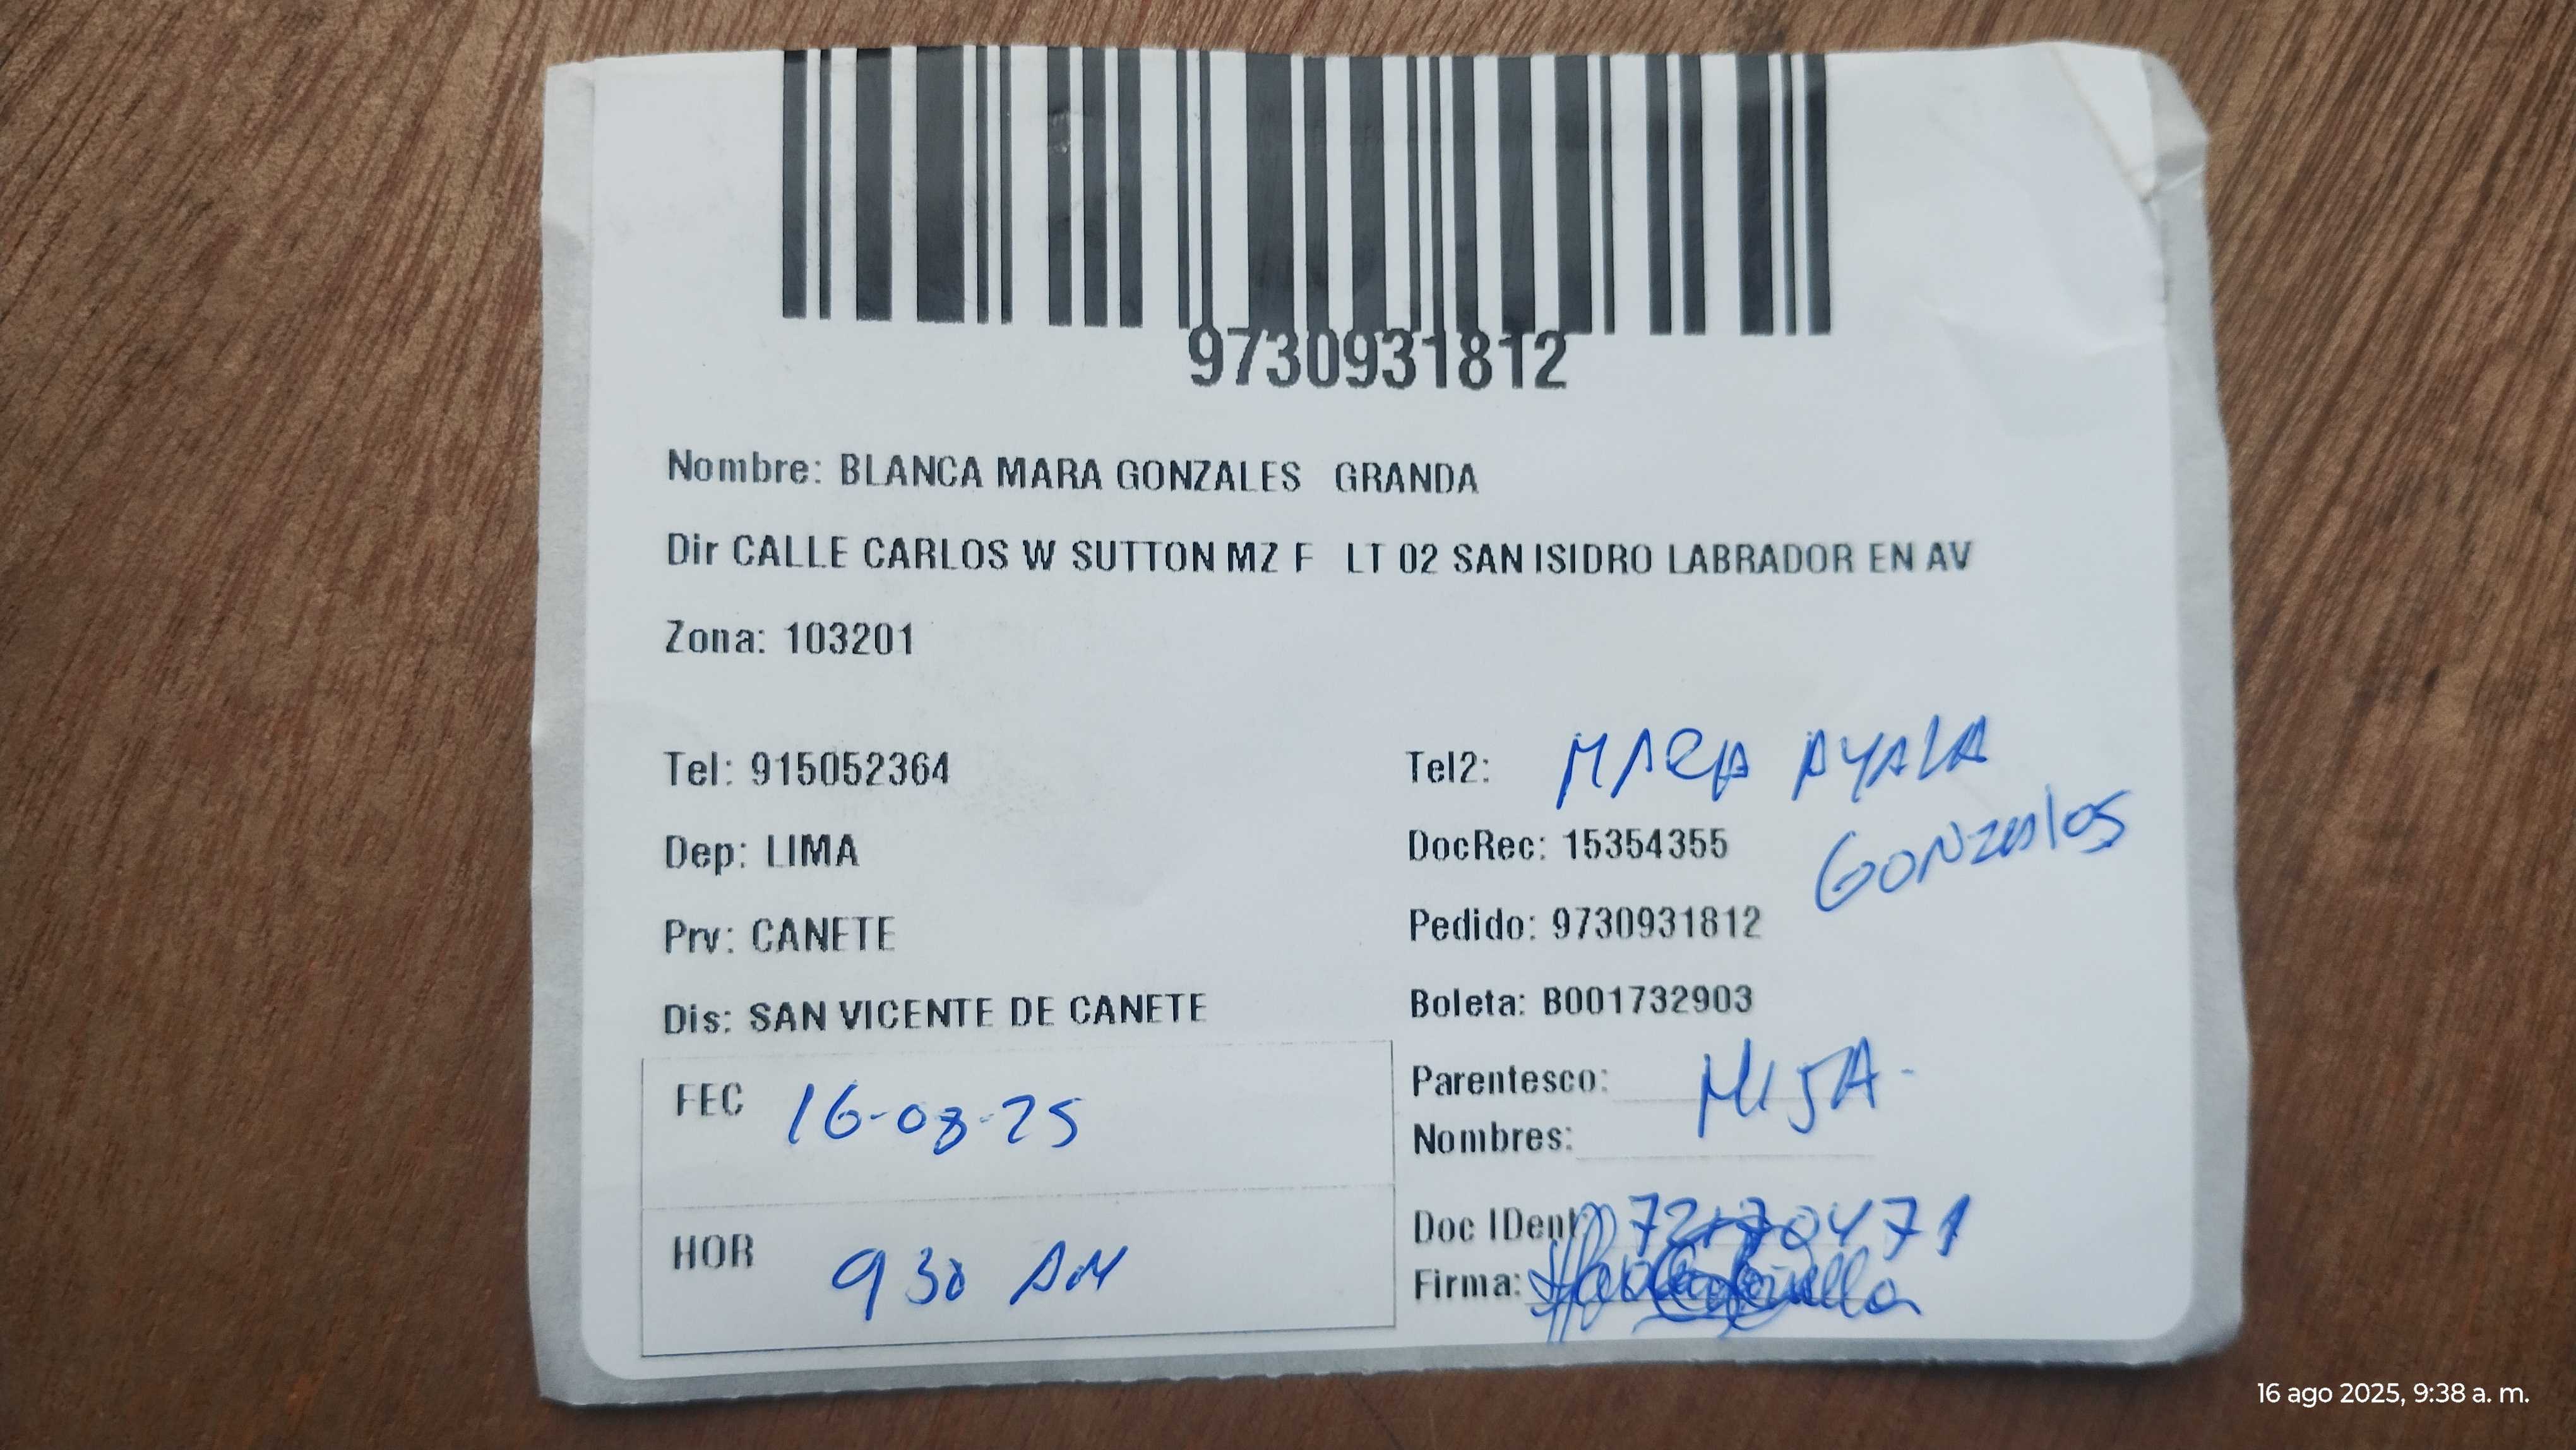 9730931812
Nombre: BLANCA MARA GONZALES GRANDA
Dir CALLE CARLOS W SUTTON MZ F LT 02 SAN ISIDRO LABRADOR EN AV
Zona: 103201
Tel: 915052364
Tel2: MARA AYALA
Gonzales
Dep: LIMA
DocRec: 15354355
Prv: CANETE
Pedido: 9730931812
Dis: SAN VICENTE DE CANETE
Boleta: B001732903
FEC 16-08-25
Parentesco: HIJA-
Nombres:
HOR 930 AM
Doc IDent 72170471
Firma:
16 ago 2025, 9:38 a. m.